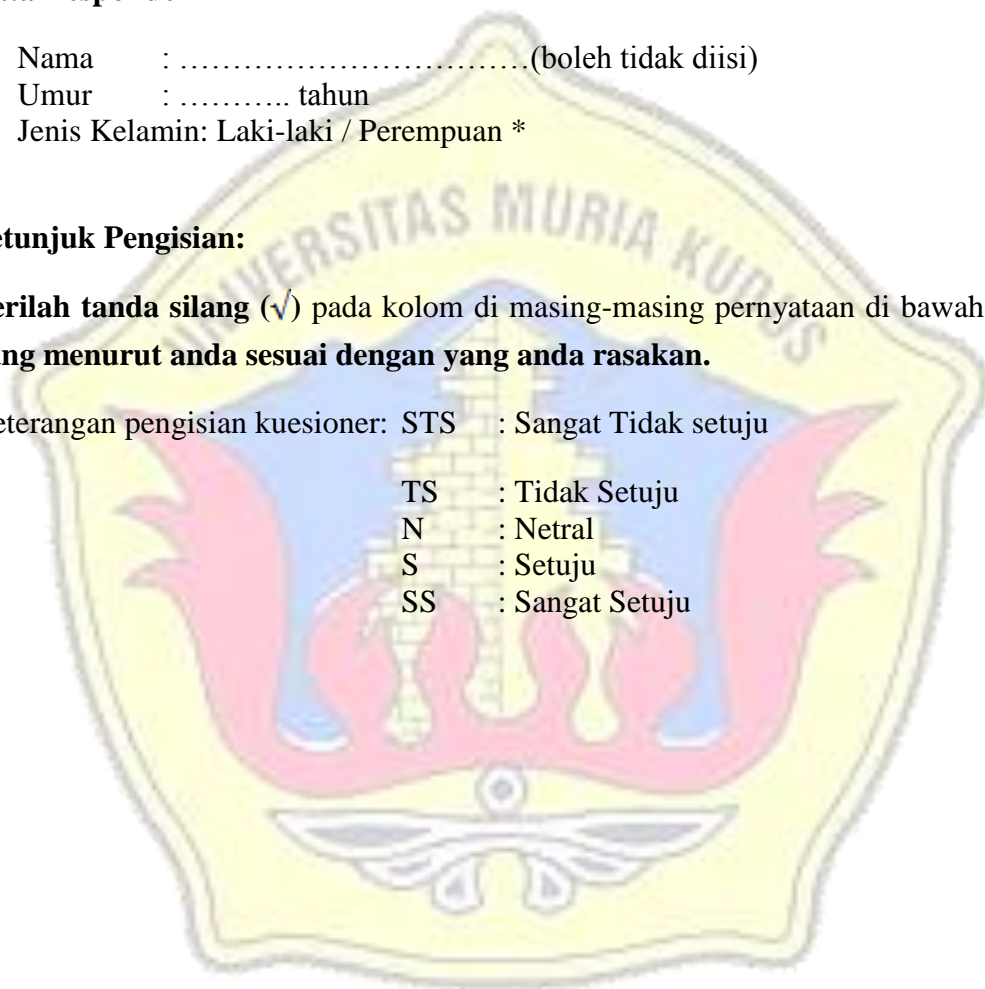 Nama : …………………………….(boleh tidak diisi)
Umur : ……….. tahun
Jenis Kelamin: Laki-laki / Perempuan *
UNIVERSITAS MURIA KUDUS
etunjuk Pengisian:
erilah tanda silang (√) pada kolom di masing-masing pernyataan di bawah
ng menurut anda sesuai dengan yang anda rasakan.
eterangan pengisian kuesioner: STS : Sangat Tidak setuju
TS : Tidak Setuju
N : Netral
S : Setuju
SS : Sangat Setuju